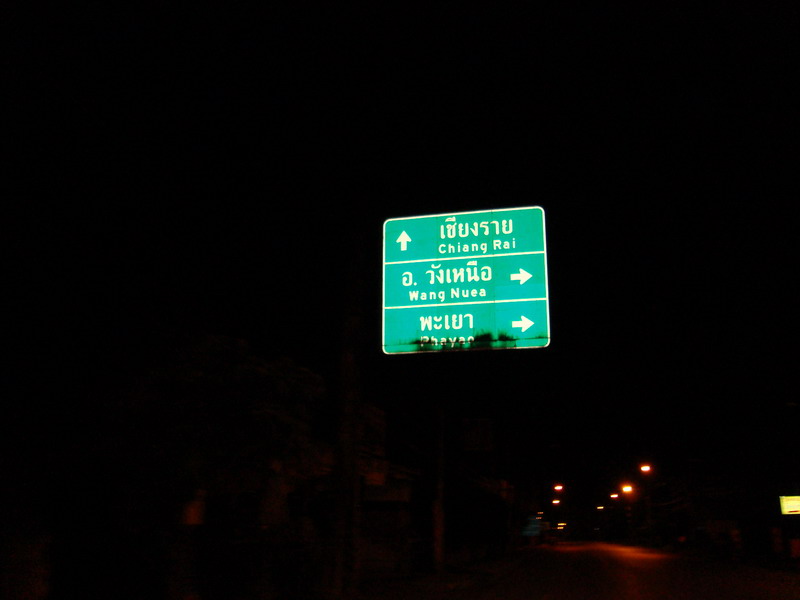 เชียงราย
Chiang Rai
อ. วังเหนือ
Wang Nuea
พะเยา
Phayao